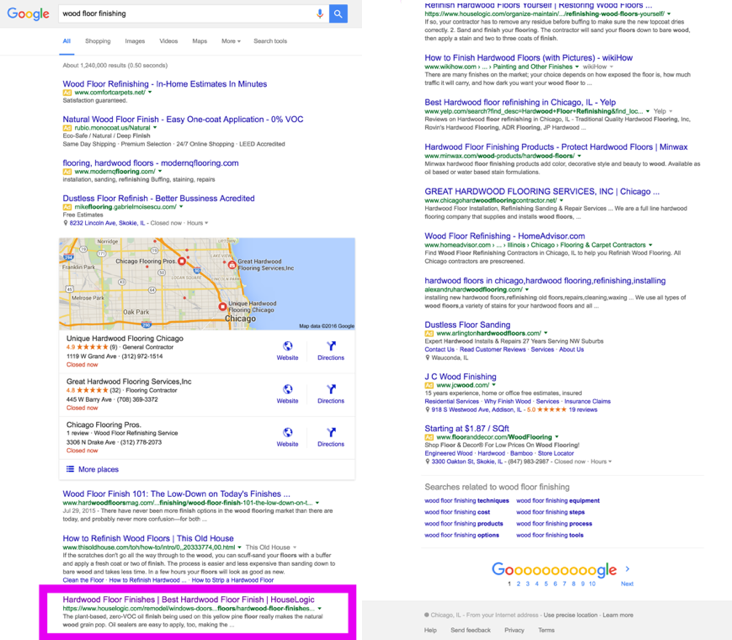 Google
wood floor finishing
All Shopping Images Videos Maps More Search tools
About 1,240,000 results (0.50 seconds)
Wood Floor Refinishing - In-Home Estimates In Minutes
Ad www.comfortcarpets.net/
Satisfaction guaranteed.
Natural Wood Floor Finish - Easy One-coat Application - 0% VOC
Ad rubio.monocoat.us/Natural
Eco-Safe / Natural / Deep Finish
Same Day Shipping · Premium Selection · 24/7 Online Shopping · LEED Accredited
flooring, hardwood floors - modernqflooring.com
Ad www.modernqflooring.com/
installation, sanding, refinishing Buffing, staining, repairs
Dustless Floor Refinish - Better Bussiness Acredited
Ad mikeflooring.gabrielmoisescu.com/
Free Estimates
8232 Lincoln Ave, Skokie, IL - Closed now · Hours
Norridge
Franklin Park
Chicago Flooring Pros.
Great Hardwood
Flooring Services,Inc
Melrose Park
Oak Park
Unique Hardwood
Flooring Chicago
Chicago
Map data ©2016 Google
Unique Hardwood Flooring Chicago
4.9 ★★★★★ (9) · General Contractor
1119 W Grand Ave · (312) 972-1514
Closed now
Website Directions
Great Hardwood Flooring Services,Inc
4.8 ★★★★★ (32) · Flooring Contractor
445 W Barry Ave · (708) 369-3372
Closed now
Website Directions
Chicago Flooring Pros.
1 review · Wood Floor Refinishing Service
3308 N Drake Ave · (312) 778-2073
Closed now
Website Directions
More places
Wood Floor Finish 101: The Low-Down on Today's Finishes ...
www.hardwoodfloorsmag.com/...finishing/wood-floor-finish-101-the-low-down-on-t...
Jul 29, 2015 - There have never been more finish options in the wood flooring market than there are
today, and probably never more confusion—for both ...
How to Refinish Wood Floors | This Old House
www.thisoldhouse.com/toh/how-to/intro/0,,20333774,00.html This Old House
If the scratches don't go all the way through to the wood, you can scuff-sand your floors with a buffer
and apply a fresh coat or two of finish. The process is easier and less expensive than sanding down to
bare wood and takes less time. In a few hours your floors will look as good as new.
Clean the Floor · How to Refinish Hardwood ... · How to Strip a Hardwood Floor
Hardwood Floor Finishes | Best Hardwood Floor Finish | HouseLogic
https://www.houselogic.com/remodel/windows-doors...floors/hardwood-floor-finishes...
The plant-based, zero-VOC oil finish being used on this yellow pine floor really makes the natural
wood grain pop. Oil sealers are easy to apply, too, making the ...
Refinish Hardwood Floors Yourself | Restoring Wood Floors ...
https://www.houselogic.com/organize-maintain/.../refinishing-wood-floors-yourself/
If so, your contractor has to remove any residue before buffing to make sure the new topcoat dries
correctly. 2. Sand and finish your flooring. The contractor will sand your floors down to bare wood,
then apply a stain and two to three coats of finish.
How to Finish Hardwood Floors (with Pictures) - wikiHow
www.wikihow.com › ... › Painting and Other Finishes wikiHow
There are many finishes on the market; your choice depends on how exposed the floor is, how much
traffic it will carry, and how dark you want your wood floor to ...
Best Hardwood floor refinishing in Chicago, IL - Yelp
www.yelp.com/search?find_desc=Hardwood+Floor+Refinishing&find_loc... Yelp
Reviews on Hardwood floor refinishing in Chicago, IL - Traditional Quality Hardwood Flooring, Inc,
Rovin's Hardwood Flooring, ADR Flooring, JP Hardwood ...
Hardwood Flooring Finishing Products - Protect Hardwood Floors | Minwax
www.minwax.com/wood-products/hardwood-floors/
Minwax® hardwood flooring finishing products add color, decorative style and beauty to wood. Available as
oil based or water based stain formulations.
GREAT HARDWOOD FLOORING SERVICES, INC | Chicago ...
www.chicagohardwoodflooringcontractor.net/
Hardwood Floor Installation, Refinishing Sanding & Repair Services ... We are a full line hardwood
flooring company that supplies and installs wood floors, ...
Wood Floor Refinishing - HomeAdvisor.com
www.homeadvisor.com › ... › Illinois › Chicago › Flooring & Carpet Contractors
Find Wood Floor Refinishing Contractors in Chicago, IL to help you Refinish Wood Flooring. All
Chicago contractors are prescreened.
hardwood floors in chicago,hardwood flooring,refinishing,installing
alexandruhardwoodflooring.com/
installing new hardwood floors,refinishing old floors,repairs,cleaning,waxing ... We use all types of
wood floors,a variety of stains for your hardwood floors and all ...
Dustless Floor Sanding
Ad www.arlingtonhardwoodfloors.com/
Expert Hardwood Installs & Repairs 27 Years Serving NW Suburbs
Contact Us · Read Customer Reviews · Services · About Us
Wauconda, IL
J C Wood Finishing
Ad www.jcwood.com/
15 years experience, home or office free estimates, insured
Residential Services · Why Finish Wood · Services · Insurance Claims
918 S Westwood Ave, Addison, IL - 5.0 ★★★★★ 19 reviews
Starting at $1.87 / SQft
Ad www.flooranddecor.com/WoodFlooring
Shop Floor & Decor® For Low Prices On Wood Flooring!
Engineered Wood · Hardwood · Bamboo · Store Locator
3300 Oakton St, Skokie, IL - (847) 983-2987 - Closed now · Hours
Searches related to wood floor finishing
wood floor finishing techniques wood floor finishing equipment
wood floor finishing cost wood floor finishing steps
wood floor finishing products wood floor finishing process
wood floor finishing options wood floor finishing tools
Goooooooooogle
1 2 3 4 5 6 7 8 9 10 Next
Chicago, IL - From your Internet address - Use precise location - Learn more
Help Send feedback Privacy Terms